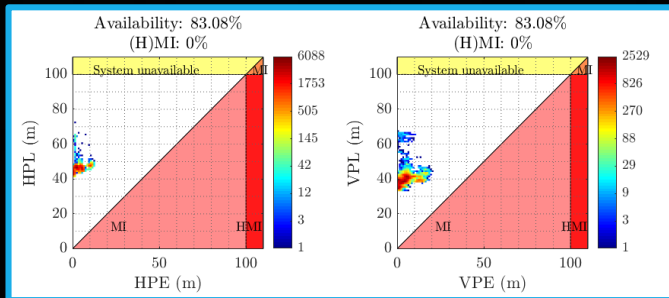 Availability: 83.08%
(H)MI: 0%
System unavailable
MI
MI
HMI
HPL (m)
100
80
60
40
20
0
0
50
100
HPE (m)
6088
1753
505
145
42
12
3
1
Availability: 83.08%
(H)MI: 0%
System unavailable
MI
MI
HMI
VPL (m)
100
80
60
40
20
0
0
50
100
VPE (m)
2529
826
270
88
29
9
3
1